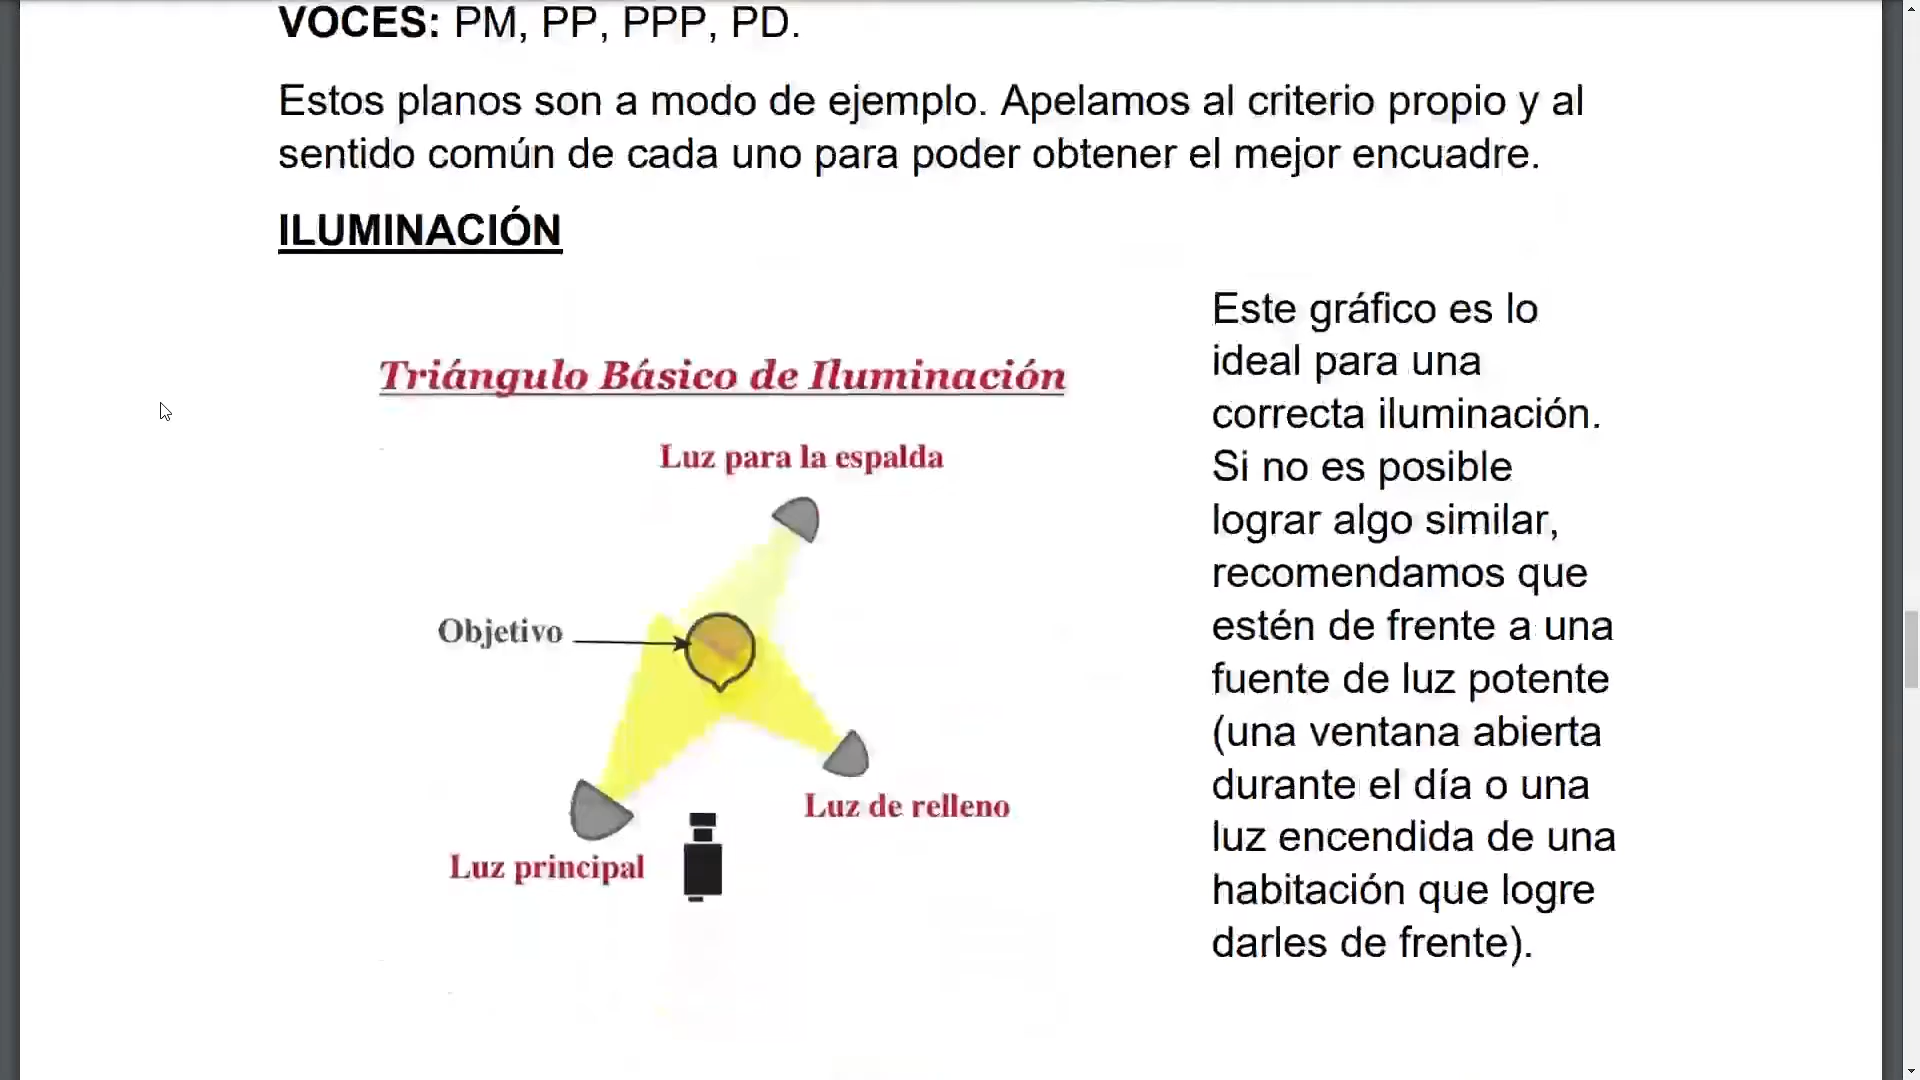 VOCES: PM, PP, PPP, PD.
Estos planos son a modo de ejemplo. Apelamos al criterio propio y al
sentido común de cada uno para poder obtener el mejor encuadre.
ILUMINACIÓN
Triángulo Básico de Iluminación
Luz para la espalda
Objetivo
Luz de relleno
Luz principal
Este gráfico es lo
ideal para una
correcta iluminación.
Si no es posible
lograr algo similar,
recomendamos que
estén de frente a una
fuente de luz potente
(una ventana abierta
durante el día o una
luz encendida de una
habitación que logre
darles de frente).